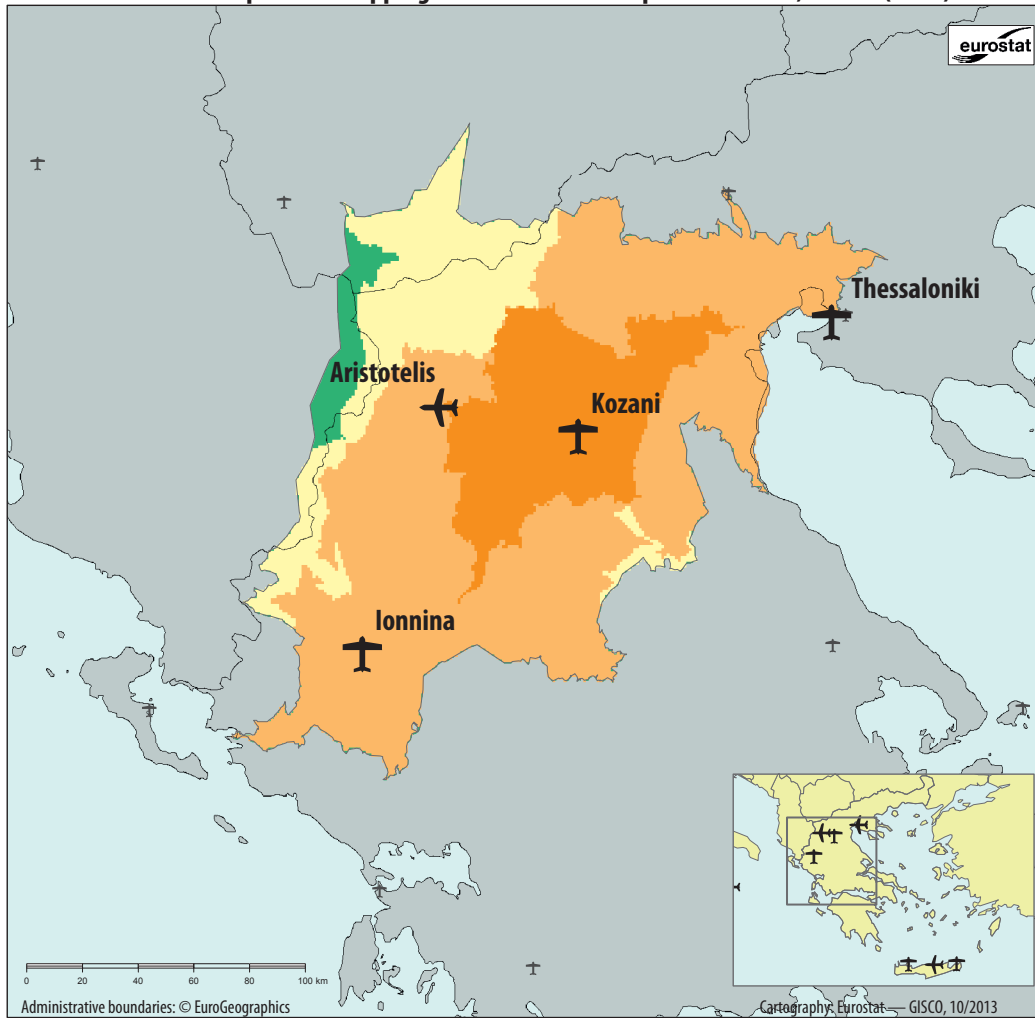 eurostat
Thessaloniki
Aristotelis
Kozani
Ionnina
0 20 40 60 80 100 km
Administrative boundaries: © EuroGeographics
Cartography: Eurostat — GISCO, 10/2013